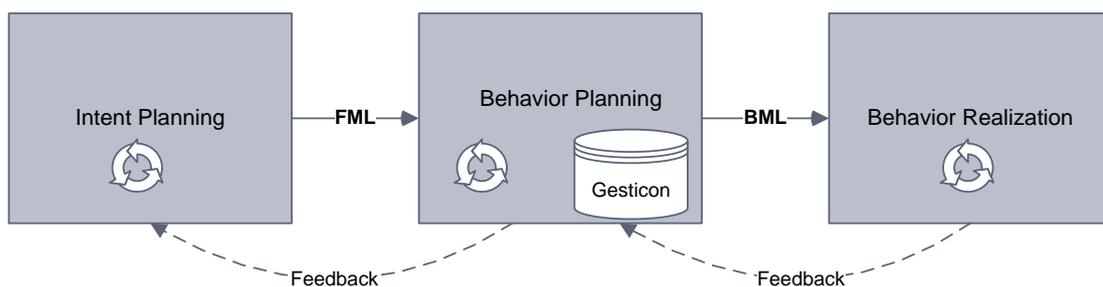 Intent Planning
FML
Behavior Planning
Gesticon
BML
Behavior Realization
Feedback
Feedback